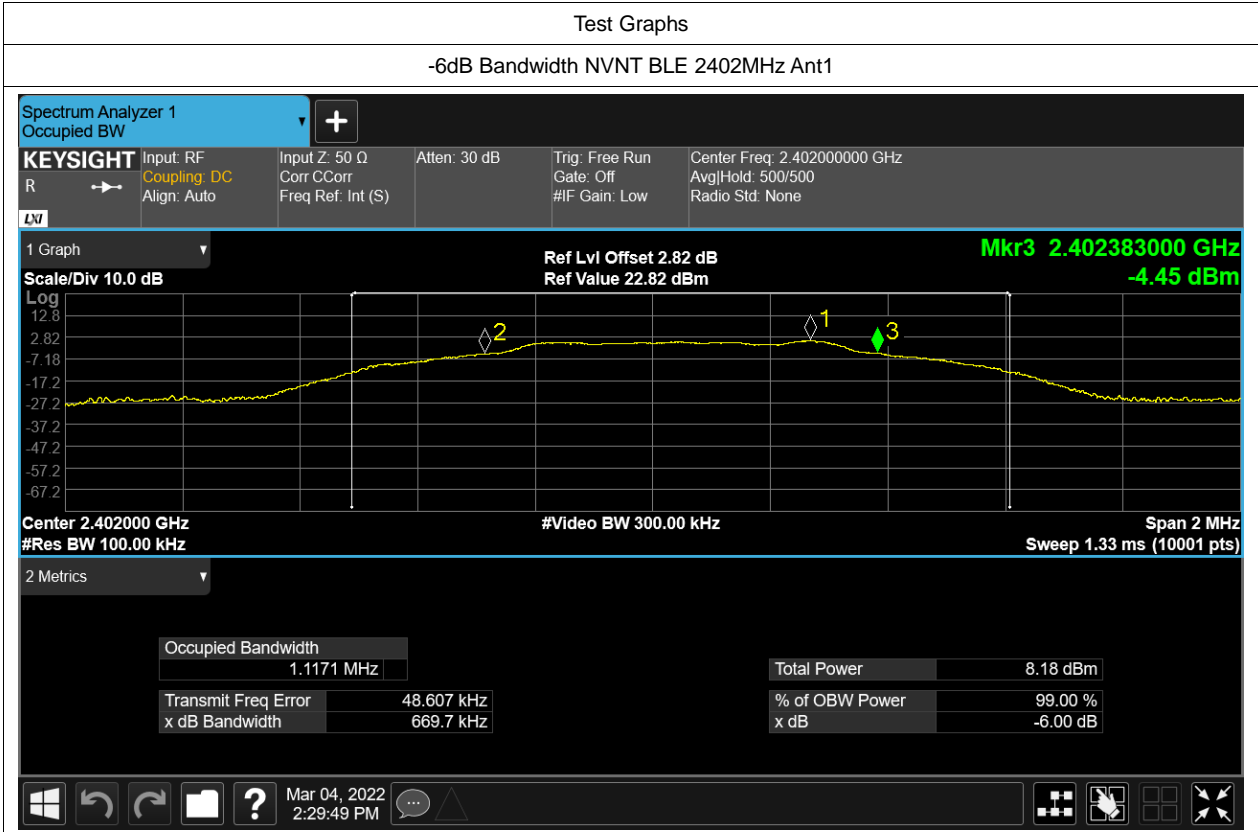 Test Graphs
-6dB Bandwidth NVNT BLE 2402MHz Ant1
Spectrum Analyzer 1
Occupied BW
KEYSIGHT
R
LXI
Input: RF
Coupling: DC
Align: Auto
Input Z: 50 Ω
Corr CCorr
Freq Ref: Int (S)
Atten: 30 dB
Trig: Free Run
Gate: Off
#IF Gain: Low
Center Freq: 2.402000000 GHz
Avg|Hold: 500/500
Radio Std: None
1 Graph
Scale/Div 10.0 dB
Ref Lvl Offset 2.82 dB
Ref Value 22.82 dBm
Mkr3 2.402383000 GHz
-4.45 dBm
Log
12.8
2.82
-7.18
-17.2
-27.2
-37.2
-47.2
-57.2
-67.2
2
1
3
Center 2.402000 GHz
#Res BW 100.00 kHz
#Video BW 300.00 kHz
Span 2 MHz
Sweep 1.33 ms (10001 pts)
2 Metrics
Occupied Bandwidth
1.1171 MHz
Transmit Freq Error 48.607 kHz
x dB Bandwidth 669.7 kHz
Total Power 8.18 dBm
% of OBW Power 99.00 %
x dB -6.00 dB
?
Mar 04, 2022
2:29:49 PM